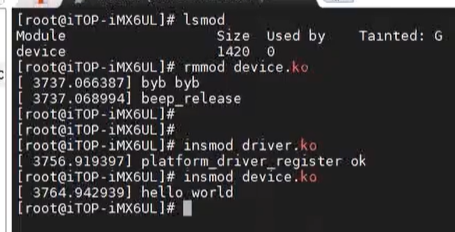 [root@iTOP-iMX6UL]# lsmod
Module                  Size  Used by    Tainted: G
device                  1420  0
[root@iTOP-iMX6UL]# rmmod device.ko
[ 3737.066387] byb byb
[ 3737.068994] beep_release
[root@iTOP-iMX6UL]#
[root@iTOP-iMX6UL]#
[root@iTOP-iMX6UL]# insmod driver.ko
[ 3756.919397] platform_driver_register ok
[root@iTOP-iMX6UL]# insmod device.ko
[ 3764.942939] hello world
[root@iTOP-iMX6UL]#